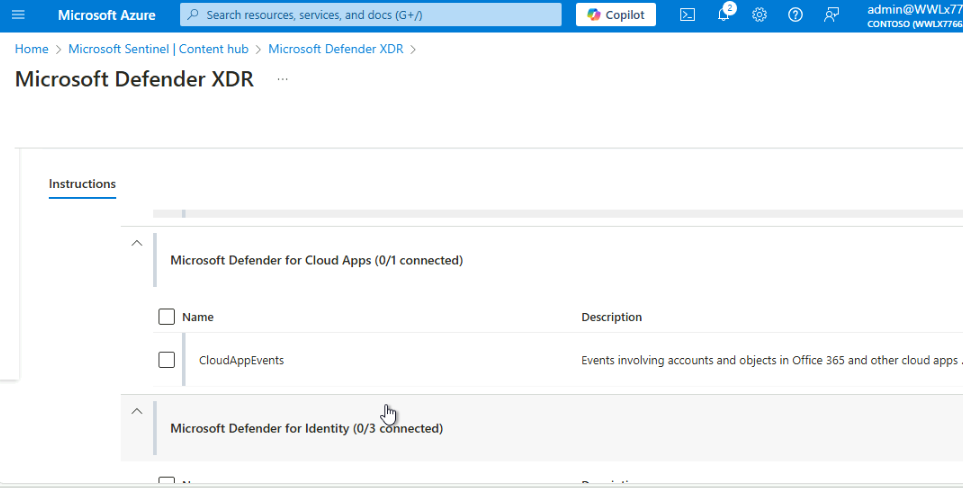 Microsoft Azure
Search resources, services, and docs (G+/)
Copilot
2
admin@WWLx77
CONTOSO (WWLX7766
Home > Microsoft Sentinel | Content hub > Microsoft Defender XDR >
Microsoft Defender XDR ...
Instructions
Microsoft Defender for Cloud Apps (0/1 connected)
Name Description
CloudAppEvents Events involving accounts and objects in Office 365 and other cloud apps
Microsoft Defender for Identity (0/3 connected)